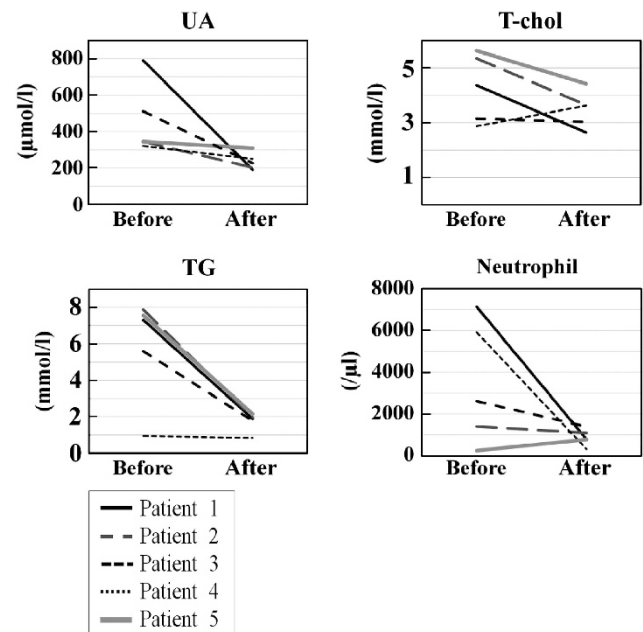 UA
(μmol/l)
800
600
400
200
0
Before After
T-chol
(mmol/l)
5
3
1
Before After
TG
(mmol/l)
8
6
4
2
0
Before After
Neutrophil
(/μl)
8000
6000
4000
2000
0
Before After
Patient 1
Patient 2
Patient 3
Patient 4
Patient 5